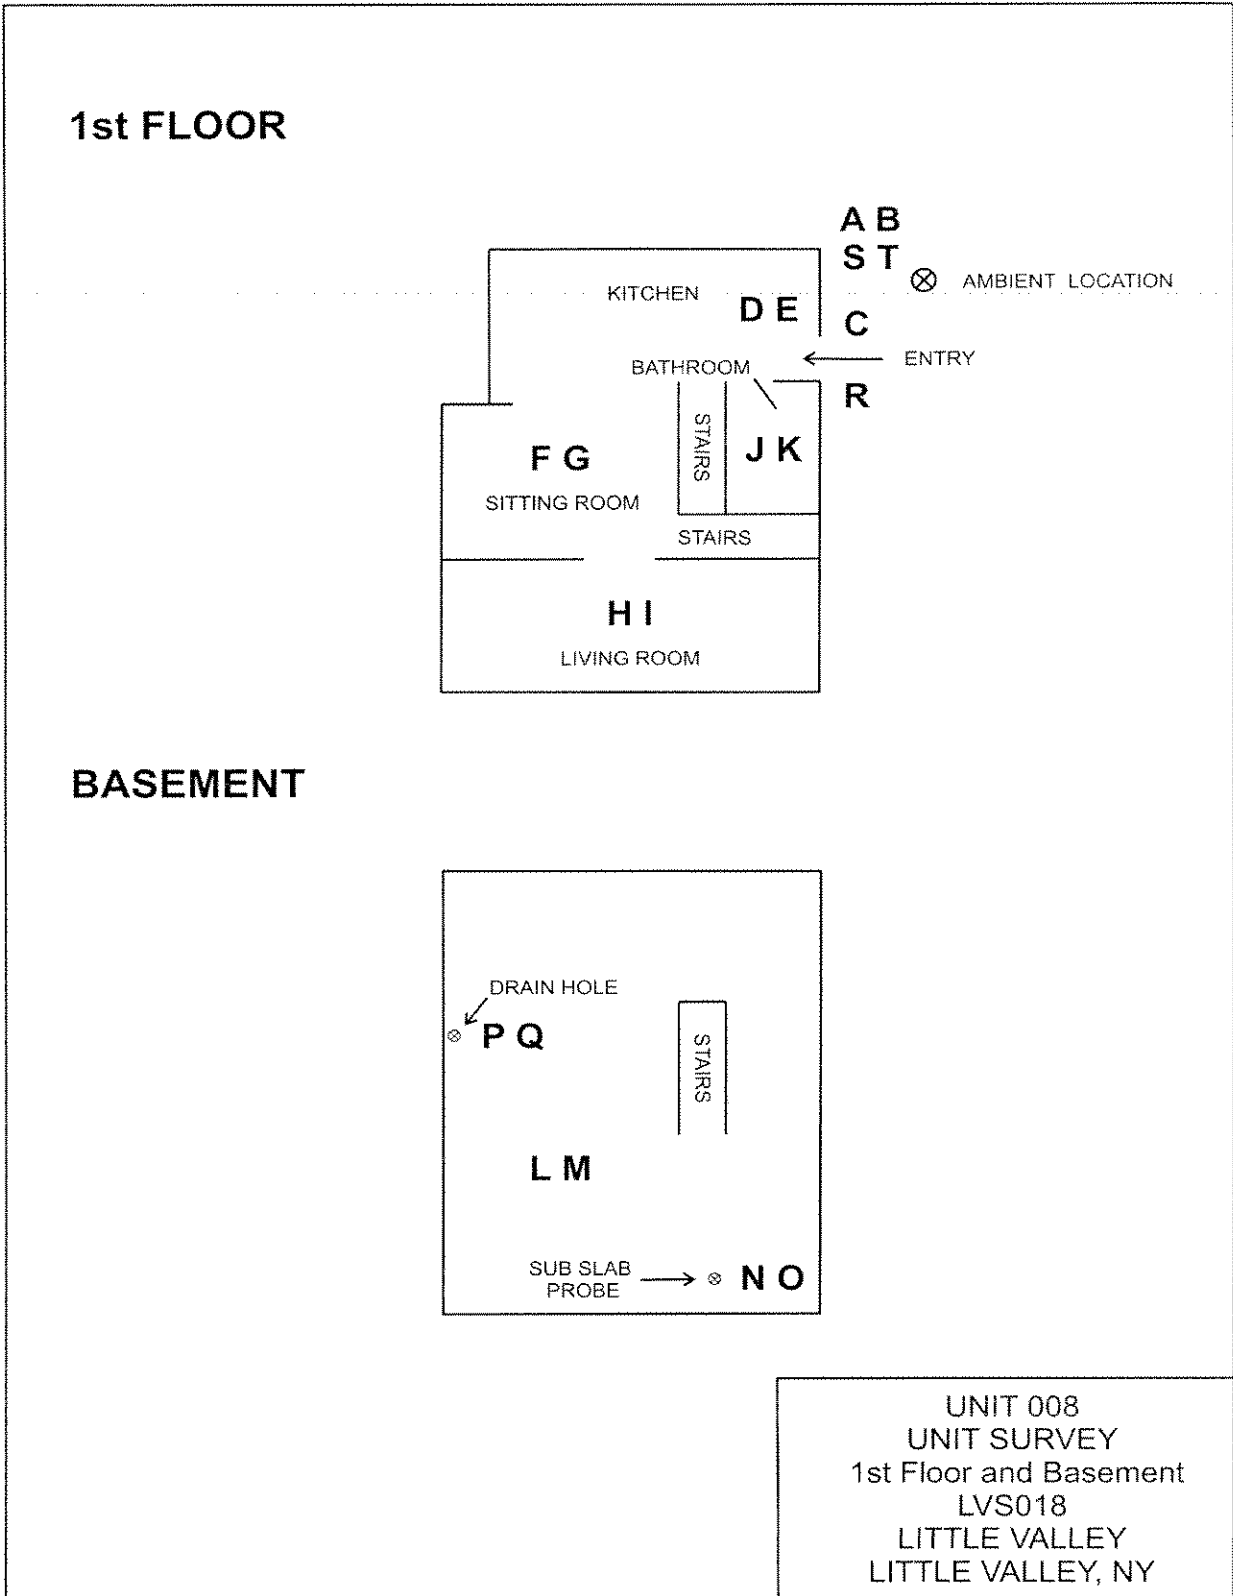 1st FLOOR
A B
S T
AMBIENT LOCATION
KITCHEN
D E
C
ENTRY
BATHROOM
R
STAIRS
J K
F G
SITTING ROOM
STAIRS
H I
LIVING ROOM
BASEMENT
DRAIN HOLE
P Q
STAIRS
L M
SUB SLAB
PROBE
N O
UNIT 008
UNIT SURVEY
1st Floor and Basement
LVS018
LITTLE VALLEY
LITTLE VALLEY, NY